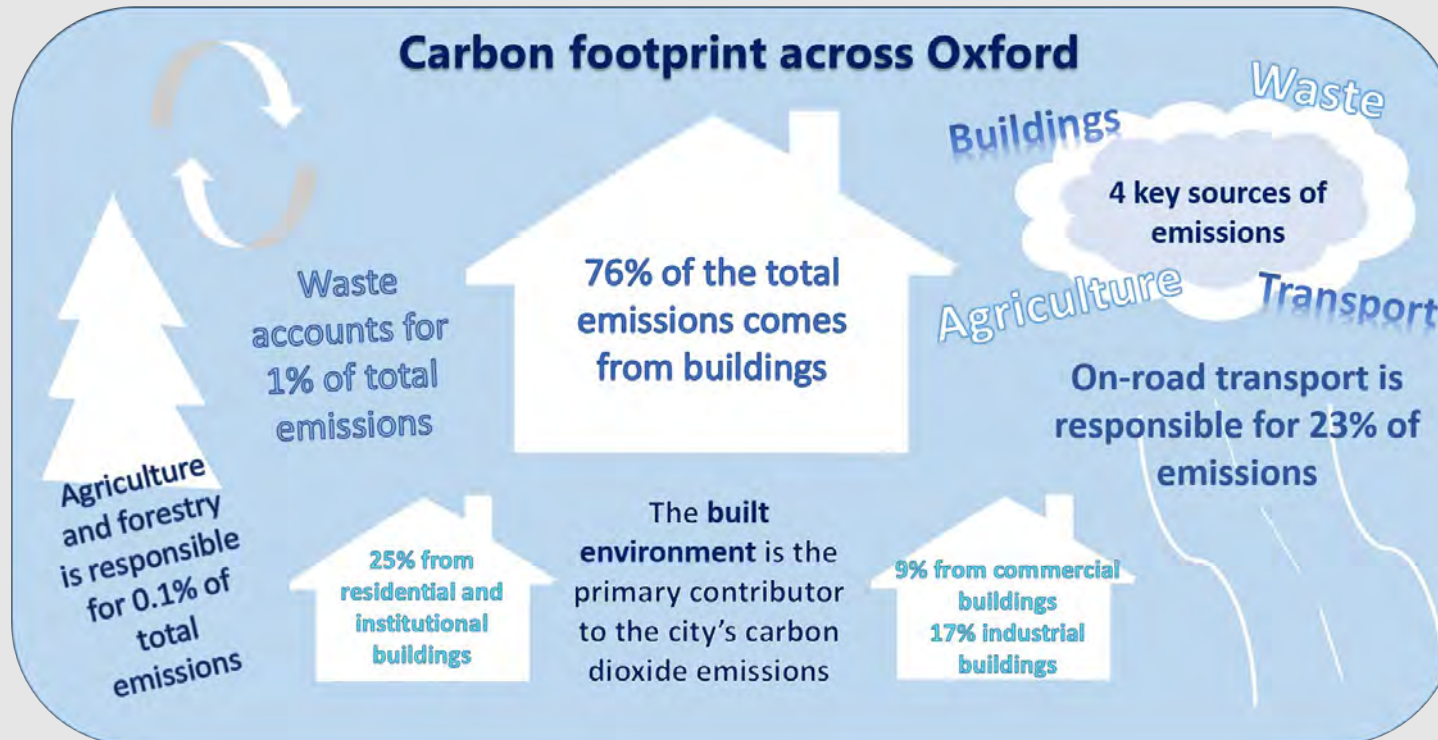 Carbon footprint across Oxford
Waste
accounts for
1% of total
emissions
76% of the total
emissions comes
from buildings
Buildings
Waste
4 key sources of
emissions
Agriculture
Transport
On-road transport is
responsible for 23% of
emissions
Agriculture
and forestry
is responsible
for 0.1% of
total
emissions
25% from
residential and
institutional
buildings
The built
environment is the
primary contributor
to the city's carbon
dioxide emissions
9% from commercial
buildings
17% industrial
buildings